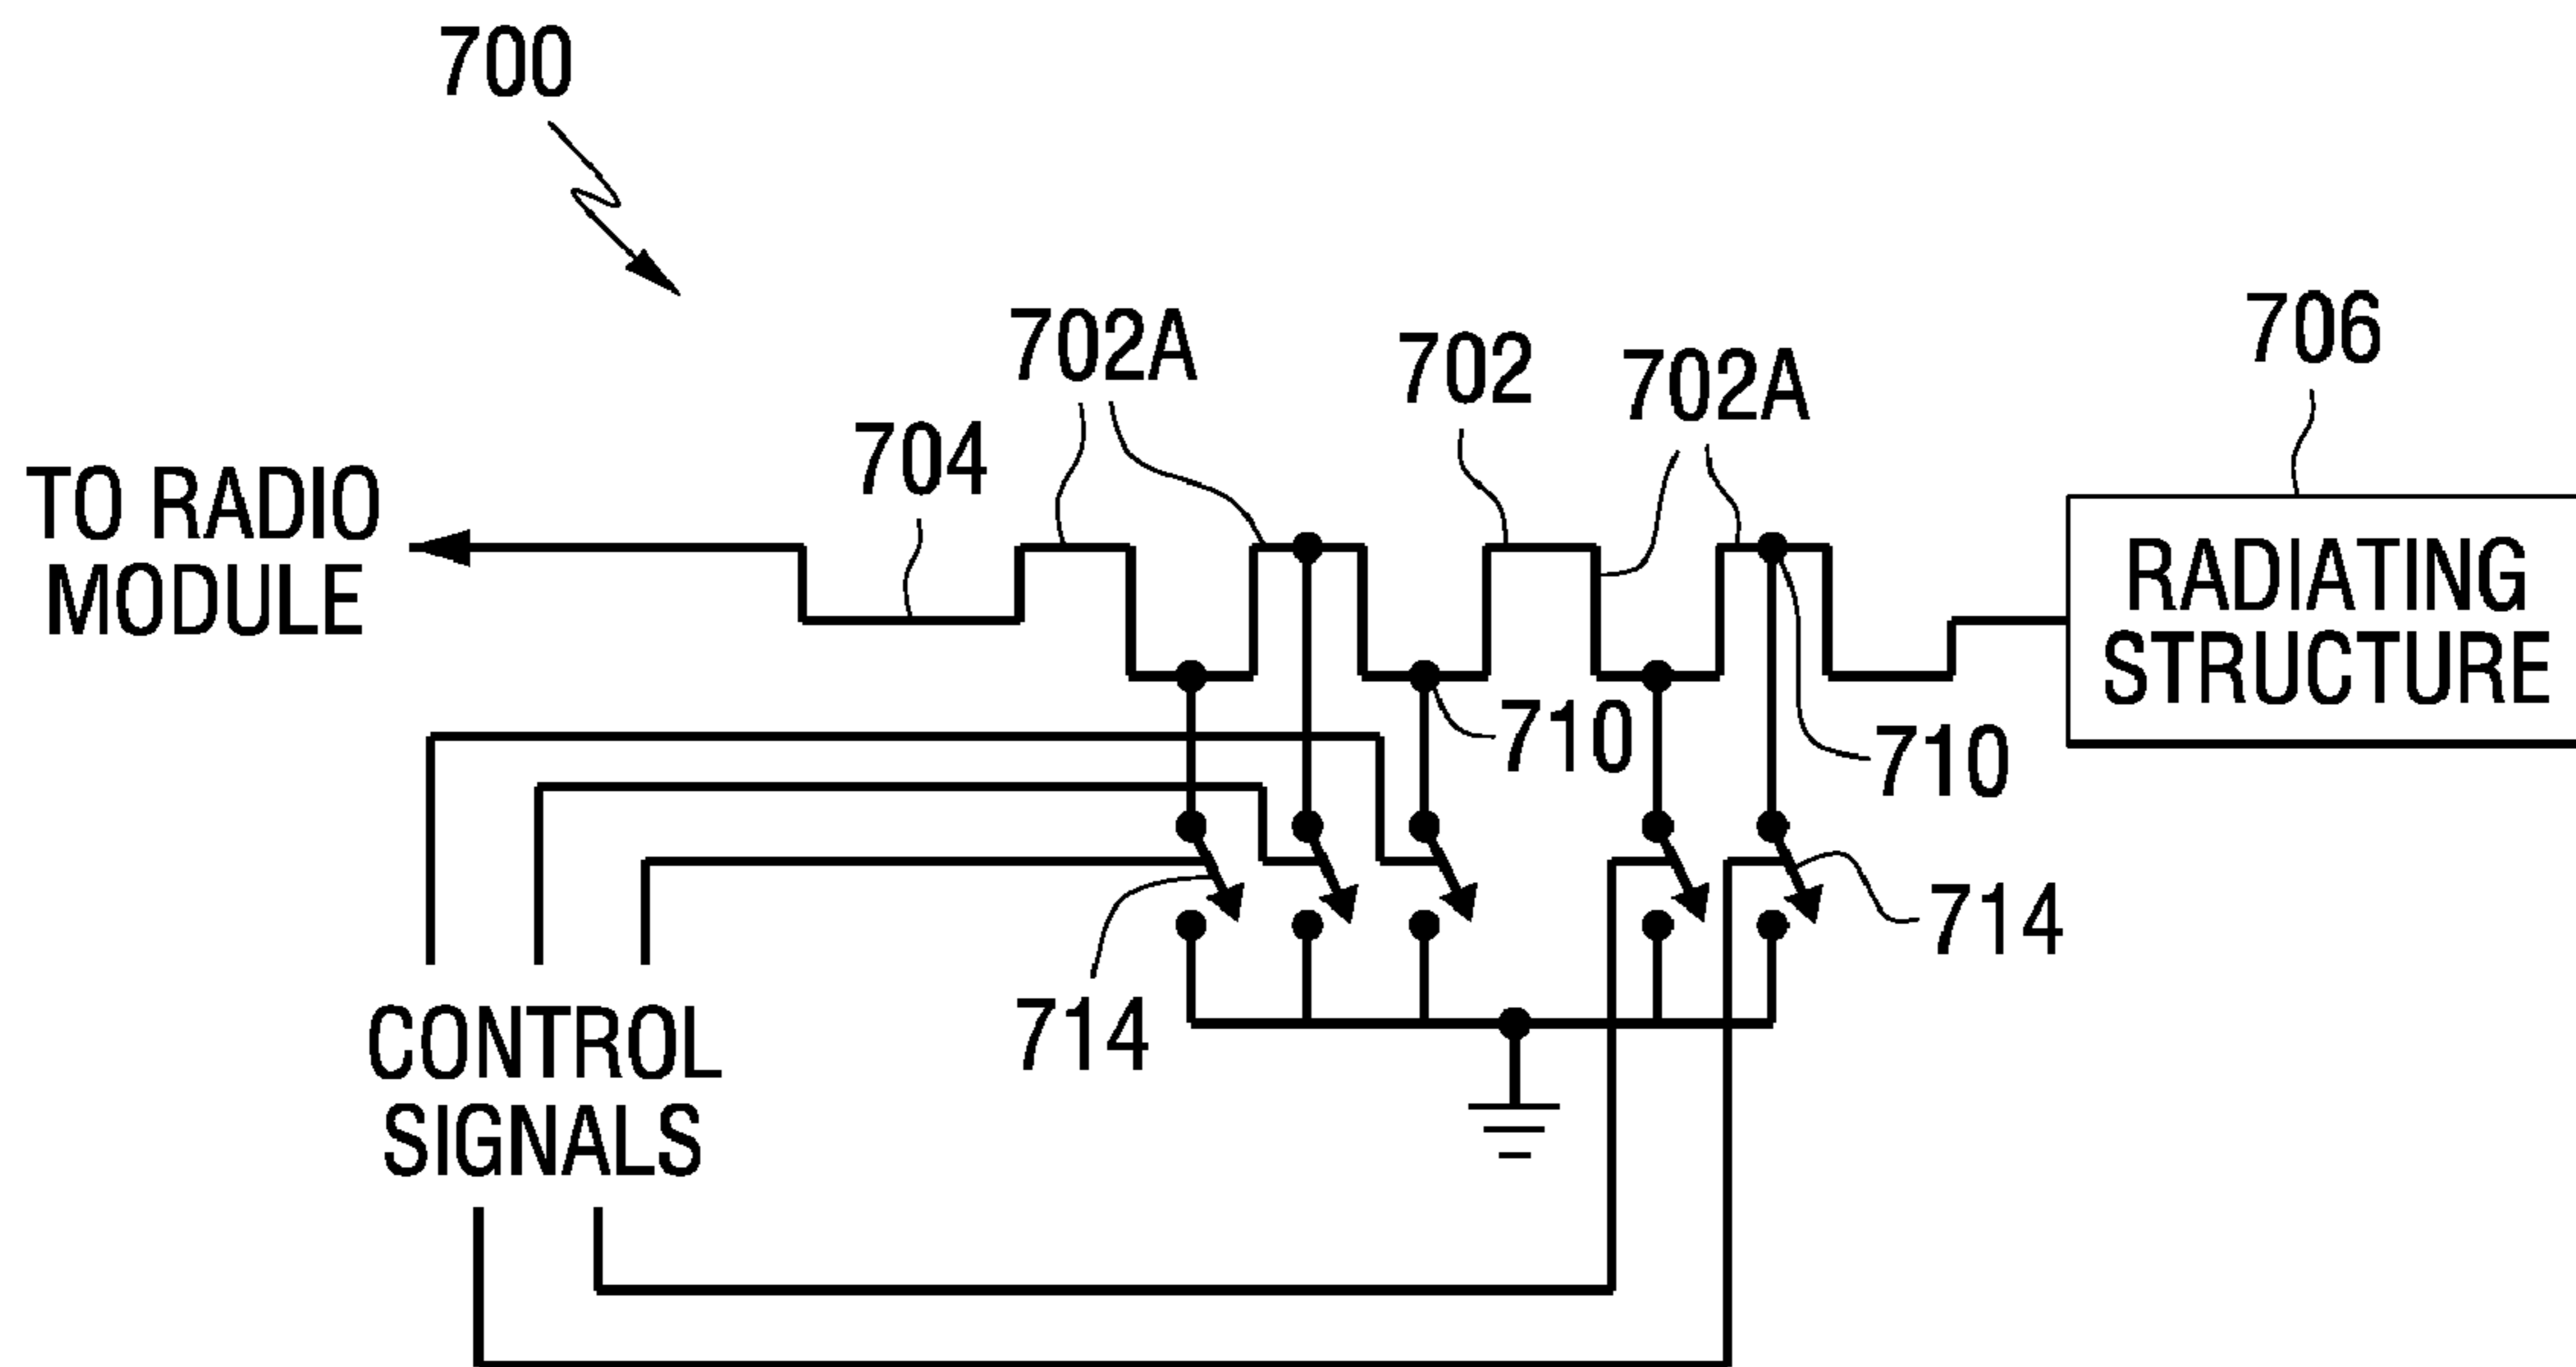 700
702A
702
702A
706
704
TO RADIO
MODULE
RADIATING
STRUCTURE
710
710
714
714
CONTROL
SIGNALS